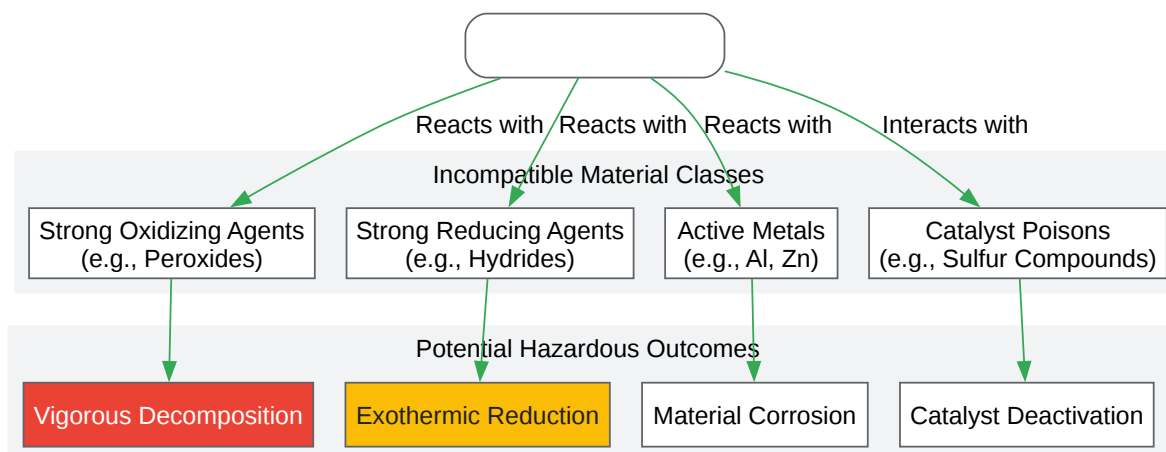 Reacts with
Reacts with
Reacts with
Interacts with
Incompatible Material Classes
Strong Oxidizing Agents
(e.g., Peroxides)
Strong Reducing Agents
(e.g., Hydrides)
Active Metals
(e.g., Al, Zn)
Catalyst Poisons
(e.g., Sulfur Compounds)
Potential Hazardous Outcomes
Vigorous Decomposition
Exothermic Reduction
Material Corrosion
Catalyst Deactivation